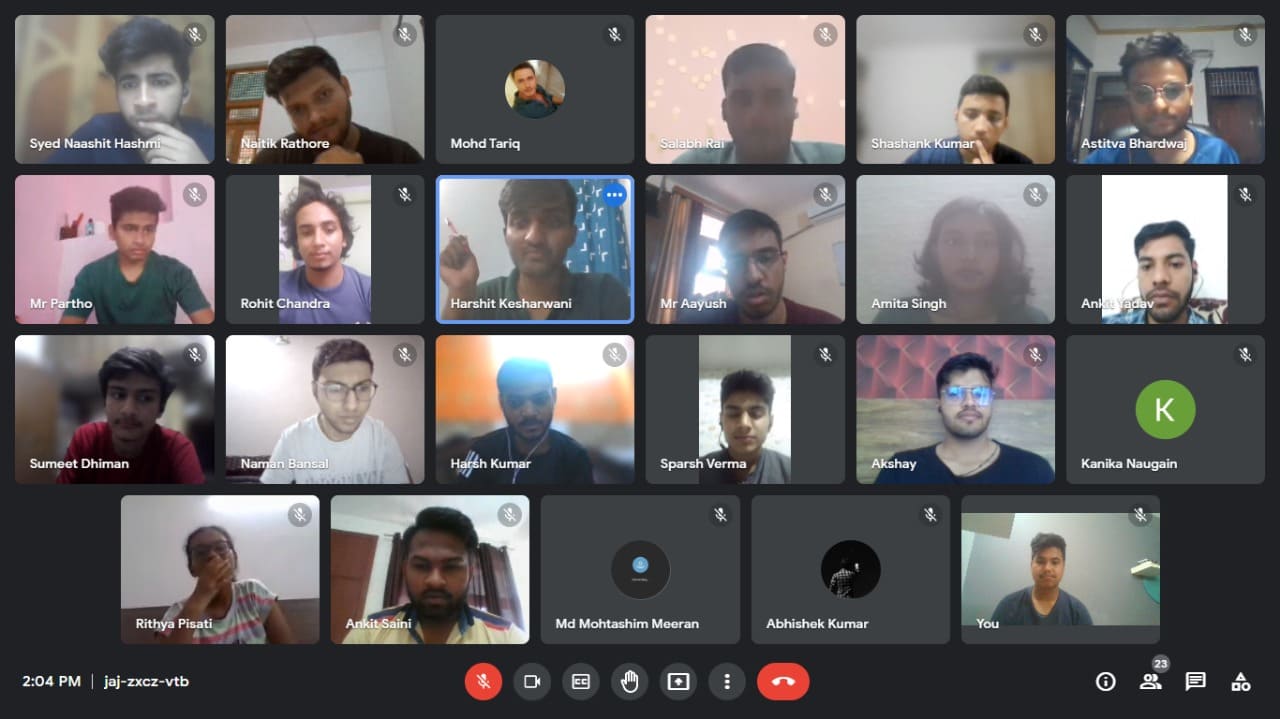 Syed Naashit Hashmi
Naitik Rathore
Mohd Tariq
Salabh Rai
Shashank Kumar
Astitva Bhardwaj
Mr Partho
Rohit Chandra
Harshit Kesharwani
Mr Aayush
Amita Singh
Ankit Yadav
Sumeet Dhiman
Naman Bansal
Harsh Kumar
Sparsh Verma
Akshay
K
Kanika Naugain
Rithya Pisati
Ankit Saini
Md Mohtashim Meeran
Abhishek Kumar
You
2:04 PM | jaj-zxcz-vtb
CC
23